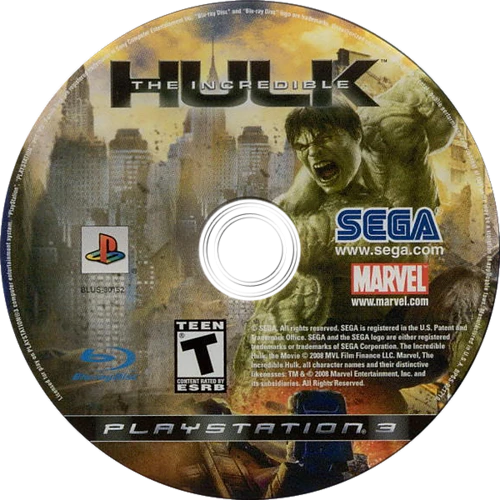 HULK™
THE INCREDIBLE
SEGA
www.sega.com
MARVEL
www.marvel.com
BLUS-30152
TEEN
T
CONTENT RATED BY
ESRB
© SEGA. All rights reserved. SEGA is registered in the U.S. Patent and
Trademark Office. SEGA and the SEGA logo are either registered
trademarks or trademarks of SEGA Corporation. The Incredible
Hulk, the Movie © 2008 MVL Film Finance LLC. Marvel, The
Incredible Hulk, all character names and their distinctive
likenesses: TM & © 2008 Marvel Entertainment, Inc. and
its subsidiaries. All Rights Reserved.
PLAYSTATION 3